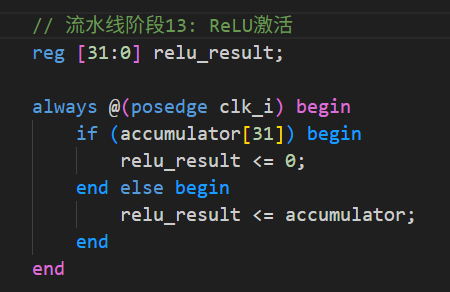 // 流水线阶段13: ReLU激活
reg [31:0] relu_result;
always @(posedge clk_i) begin
if (accumulator[31]) begin
relu_result <= 0;
end else begin
relu_result <= accumulator;
end
end